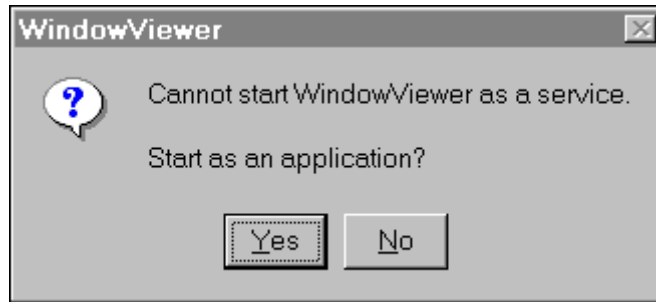 WindowViewer
Cannot start WindowViewer as a service.
Start as an application?
Yes
No